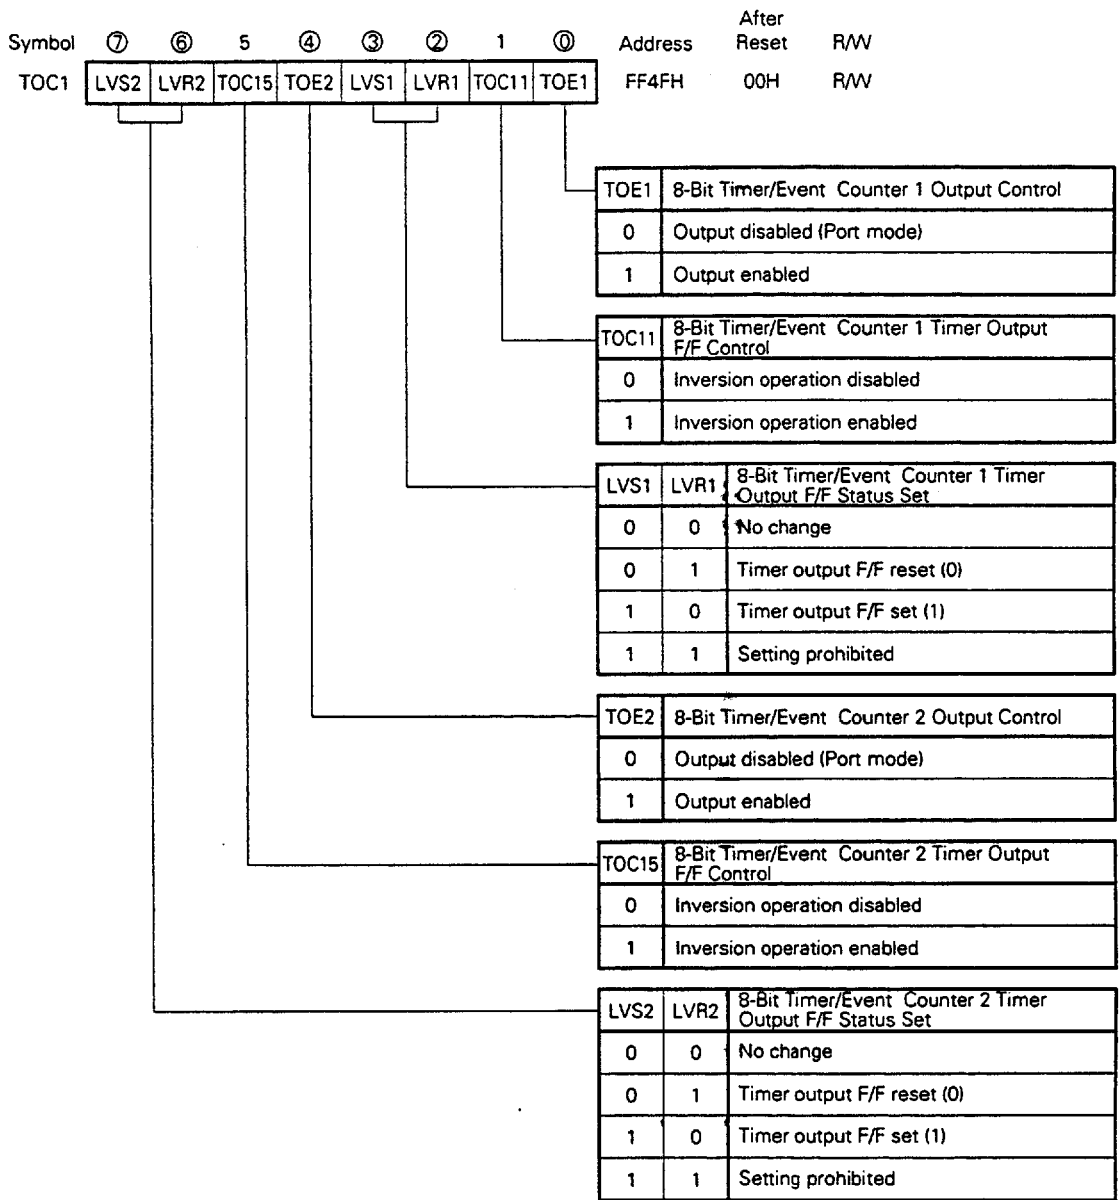 After
Symbol ⑦ ⑥ 5 ④ ③ ② 1 ⓪ Address Reset R/W
TOC1 LVS2 LVR2 TOC15 TOE2 LVS1 LVR1 TOC11 TOE1 FF4FH 00H R/W
TOE1 8-Bit Timer/Event Counter 1 Output Control
0 Output disabled (Port mode)
1 Output enabled
TOC11 8-Bit Timer/Event Counter 1 Timer Output
F/F Control
0 Inversion operation disabled
1 Inversion operation enabled
LVS1 LVR1 8-Bit Timer/Event Counter 1 Timer
Output F/F Status Set
0 0 No change
0 1 Timer output F/F reset (0)
1 0 Timer output F/F set (1)
1 1 Setting prohibited
TOE2 8-Bit Timer/Event Counter 2 Output Control
0 Output disabled (Port mode)
1 Output enabled
TOC15 8-Bit Timer/Event Counter 2 Timer Output
F/F Control
0 Inversion operation disabled
1 Inversion operation enabled
LVS2 LVR2 8-Bit Timer/Event Counter 2 Timer
Output F/F Status Set
0 0 No change
0 1 Timer output F/F reset (0)
1 0 Timer output F/F set (1)
1 1 Setting prohibited